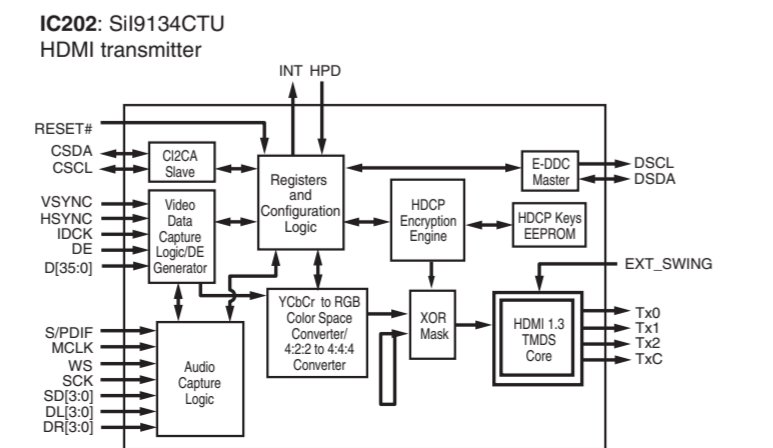 IC202: SiI9134CTU
HDMI transmitter
INT HPD
RESET#
CSDA
CSCL
CI2CA
Slave
Registers
and
Configuration
Logic
E-DDC
Master
DSCL
DSDA
VSYNC
HSYNC
IDCK
DE
D[35:0]
Video
Data
Capture
Logic/DE
Generator
HDCP
Encryption
Engine
HDCP Keys
EEPROM
EXT_SWING
YCbCr to RGB
Color Space
Converter/
4:2:2 to 4:4:4
Converter
XOR
Mask
HDMI 1.3
TMDS
Core
Tx0
Tx1
Tx2
TxC
S/PDIF
MCLK
WS
SCK
SD[3:0]
DL[3:0]
DR[3:0]
Audio
Capture
Logic